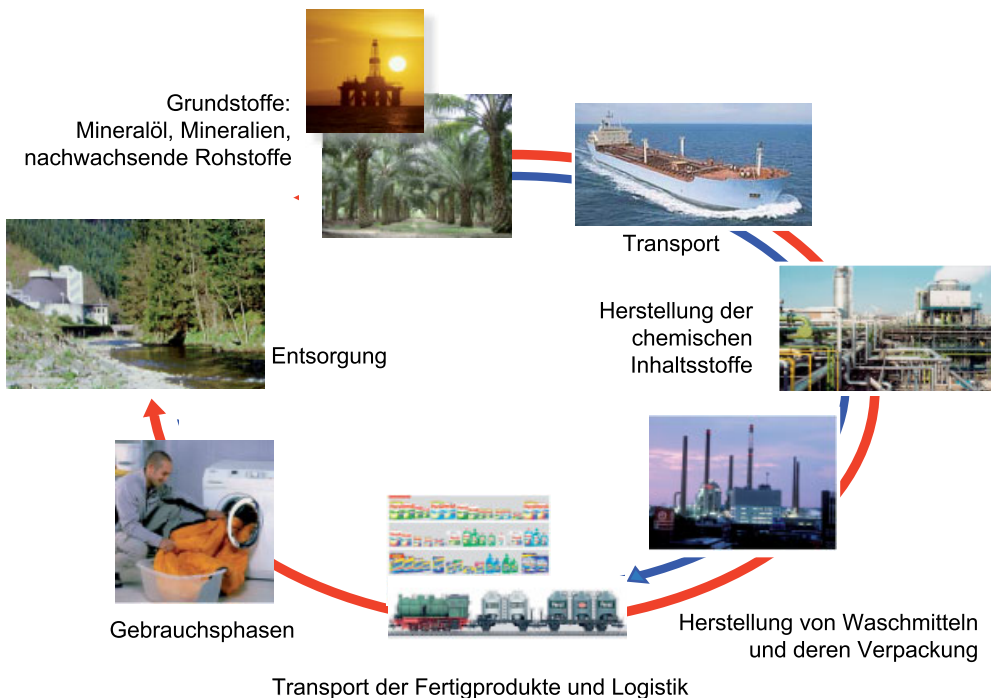 Grundstoffe:
Mineralöl, Mineralien,
nachwachsende Rohstoffe
Transport
Herstellung der
chemischen
Inhaltsstoffe
Entsorgung
Gebrauchsphasen
Herstellung von Waschmitteln
und deren Verpackung
Transport der Fertigprodukte und Logistik